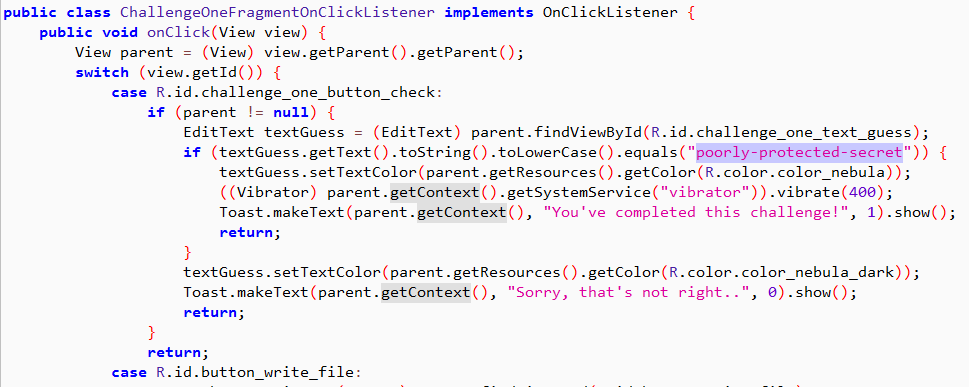 public class ChallengeOneFragmentOnClickListener implements OnClickListener {
public void onClick(View view) {
View parent = (View) view.getParent().getParent();
switch (view.getId()) {
case R.id.challenge_one_button_check:
if (parent != null) {
EditText textGuess = (EditText) parent.findViewById(R.id.challenge_one_text_guess);
if (textGuess.getText().toString().toLowerCase().equals("poorly-protected-secret")) {
textGuess.setTextColor(parent.getResources().getColor(R.color.color_nebula));
((Vibrator) parent.getContext().getSystemService("vibrator")).vibrate(400);
Toast.makeText(parent.getContext(), "You've completed this challenge!", 1).show();
return;
}
textGuess.setTextColor(parent.getResources().getColor(R.color.color_nebula_dark));
Toast.makeText(parent.getContext(), "Sorry, that's not right..", 0).show();
return;
}
return;
case R.id.button_write_file: